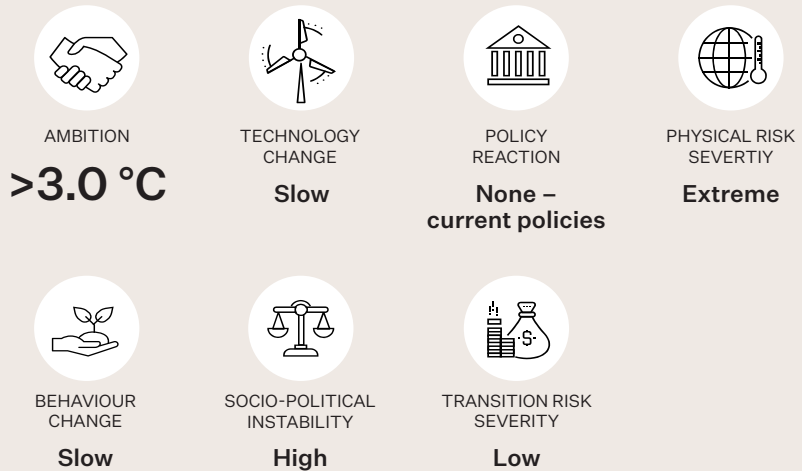 AMBITION
>3.0 °C
TECHNOLOGY
CHANGE
Slow
POLICY
REACTION
None –
current policies
PHYSICAL RISK
SEVERTIY
Extreme
BEHAVIOUR
CHANGE
Slow
SOCIO-POLITICAL
INSTABILITY
High
TRANSITION RISK
SEVERITY
Low
$